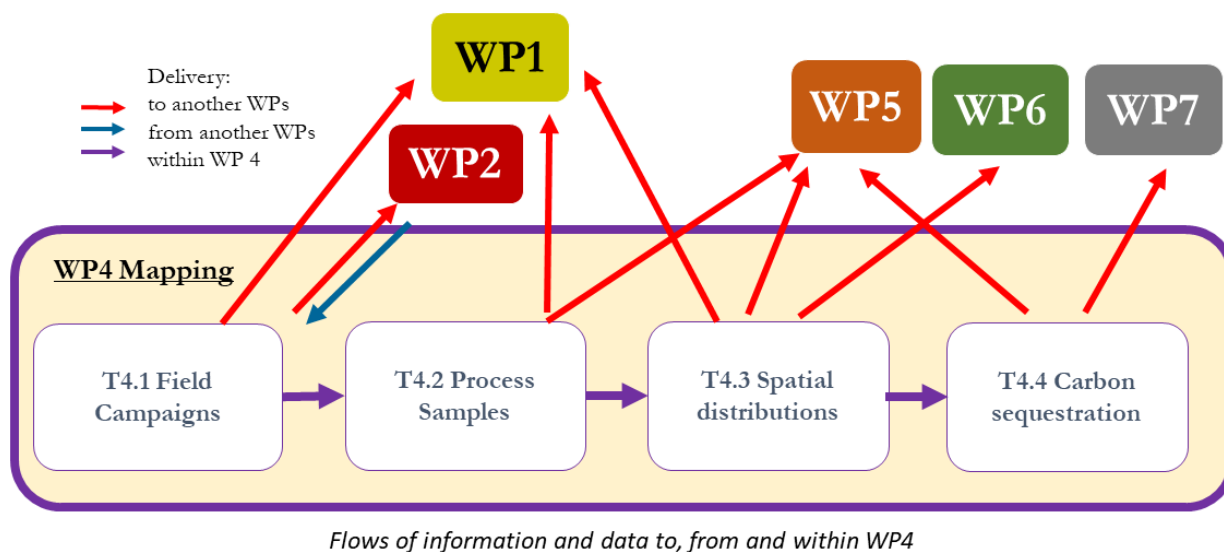 Delivery:
to another WPs
from another WPs
within WP 4
WP1
WP2
WP5
WP6
WP7
WP4 Mapping
T4.1 Field
Campaigns
T4.2 Process
Samples
T4.3 Spatial
distributions
T4.4 Carbon
sequestration
Flows of information and data to, from and within WP4